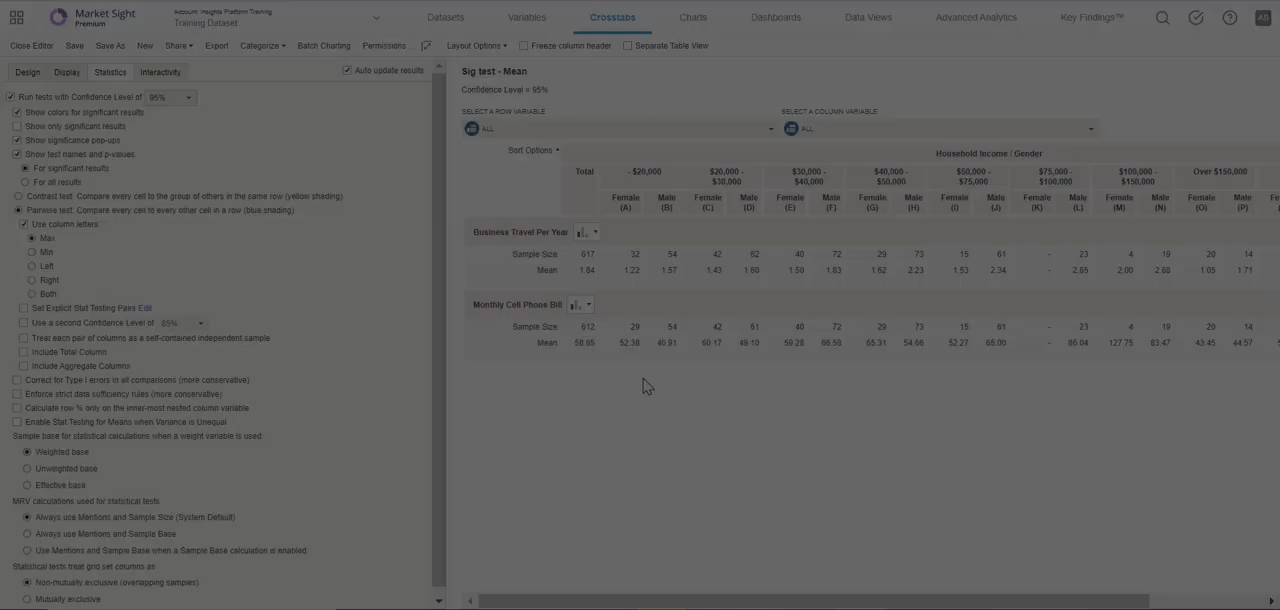 Market Sight
Premium
Account: Insights Platform Training
Training Dataset
Datasets Variables Crosstabs Charts Dashboards Data Views Advanced Analytics Key Findings™ AS
Close Editor Save Save As New Share Export Categorize Batch Charting Permissions ... Layout Options Freeze column header Separate Table View
Design Display Statistics Interactivity Auto update results
Run tests with Confidence Level of 95%
Show colors for significant results
Show only significant results
Show significance pop-ups
Show test names and p-values
For significant results
For all results
Contrast test: Compare every cell to the group of others in the same row (yellow shading)
Pairwise test: Compare every cell to every other cell in a row (blue shading)
Use column letters
Max
Min
Left
Right
Both
Set Explicit Stat Testing Pairs Edit
Use a second Confidence Level of 85%
Treat each pair of columns as a self-contained independent sample
Include Total Column
Include Aggregate Columns
Correct for Type I errors in all comparisons (more conservative)
Enforce strict data sufficiency rules (more conservative)
Calculate row % only on the inner-most nested column variable
Enable Stat Testing for Means when Variance is Unequal
Sample base for statistical calculations when a weight variable is used:
Weighted base
Unweighted base
Effective base
MRV calculations used for statistical tests
Always use Mentions and Sample Size (System Default)
Always use Mentions and Sample Base
Use Mentions and Sample Base when a Sample Base calculation is enabled
Statistical tests treat grid set columns as
Non-mutually exclusive (overlapping samples)
Mutually exclusive
Sig test - Mean
Confidence Level = 95%
SELECT A ROW VARIABLE SELECT A COLUMN VARIABLE
ALL ALL
Sort Options Household Income / Gender
Total - $20,000 $20,000 - $30,000 - $40,000 - $50,000 - $75,000 - $100,000 - Over $150,000
$30,000 $40,000 $50,000 $75,000 $100,000 $150,000
Female Male Female Male Female Male Female Male Female Male Female Male Female Male Female Male
(A) (B) (C) (D) (E) (F) (G) (H) (I) (J) (K) (L) (M) (N) (O) (P)
Business Travel Per Year
Sample Size 617 32 54 42 62 40 72 29 73 15 61 - 23 4 19 20 14
Mean 1.84 1.22 1.57 1.43 1.60 1.50 1.83 1.62 2.23 1.53 2.34 - 2.65 2.00 2.68 1.05 1.71
Monthly Cell Phone Bill
Sample Size 612 29 54 42 61 40 72 29 73 15 61 - 23 4 19 20 14
Mean 58.85 52.38 46.91 60.17 49.10 59.28 66.58 65.31 54.66 52.27 65.00 - 86.04 127.75 83.47 43.45 44.57